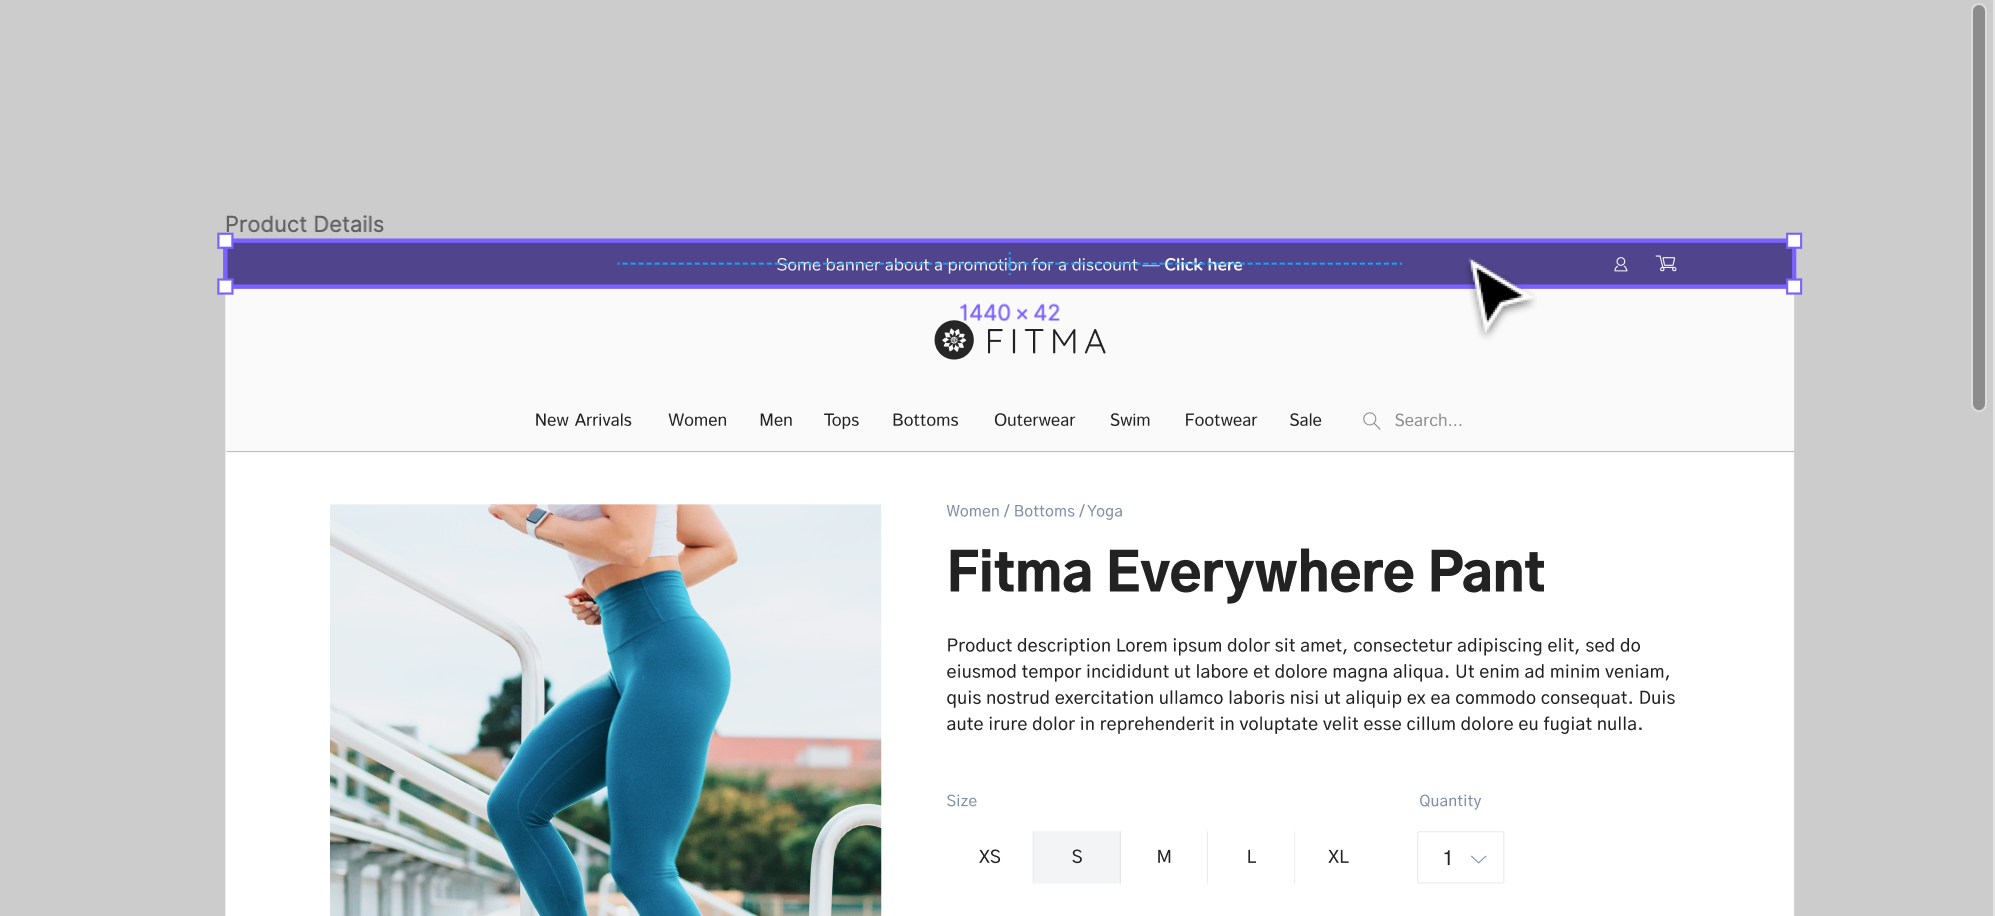 Product Details
Some banner about a promotion for a discount — Click here
1440 × 42
FITMA
New Arrivals Women Men Tops Bottoms Outerwear Swim Footwear Sale Search...
Women / Bottoms / Yoga
Fitma Everywhere Pant
Product description Lorem ipsum dolor sit amet, consectetur adipiscing elit, sed do
eiusmod tempor incididunt ut labore et dolore magna aliqua. Ut enim ad minim veniam,
quis nostrud exercitation ullamco laboris nisi ut aliquip ex ea commodo consequat. Duis
aute irure dolor in reprehenderit in voluptate velit esse cillum dolore eu fugiat nulla.
Size Quantity
XS S M L XL 1